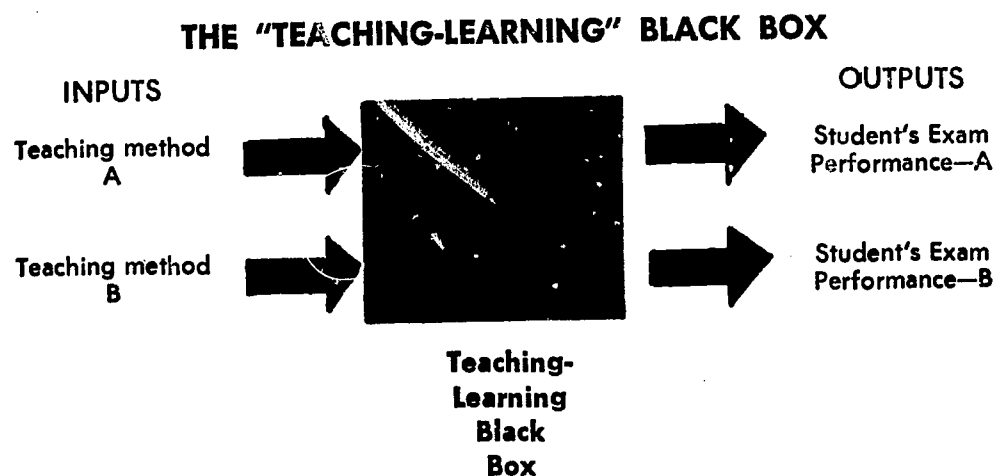 THE "TEACHING-LEARNING" BLACK BOX
INPUTS
Teaching method
A
Teaching method
B
Teaching-
Learning
Black
Box
OUTPUTS
Student's Exam
Performance—A
Student's Exam
Performance—B